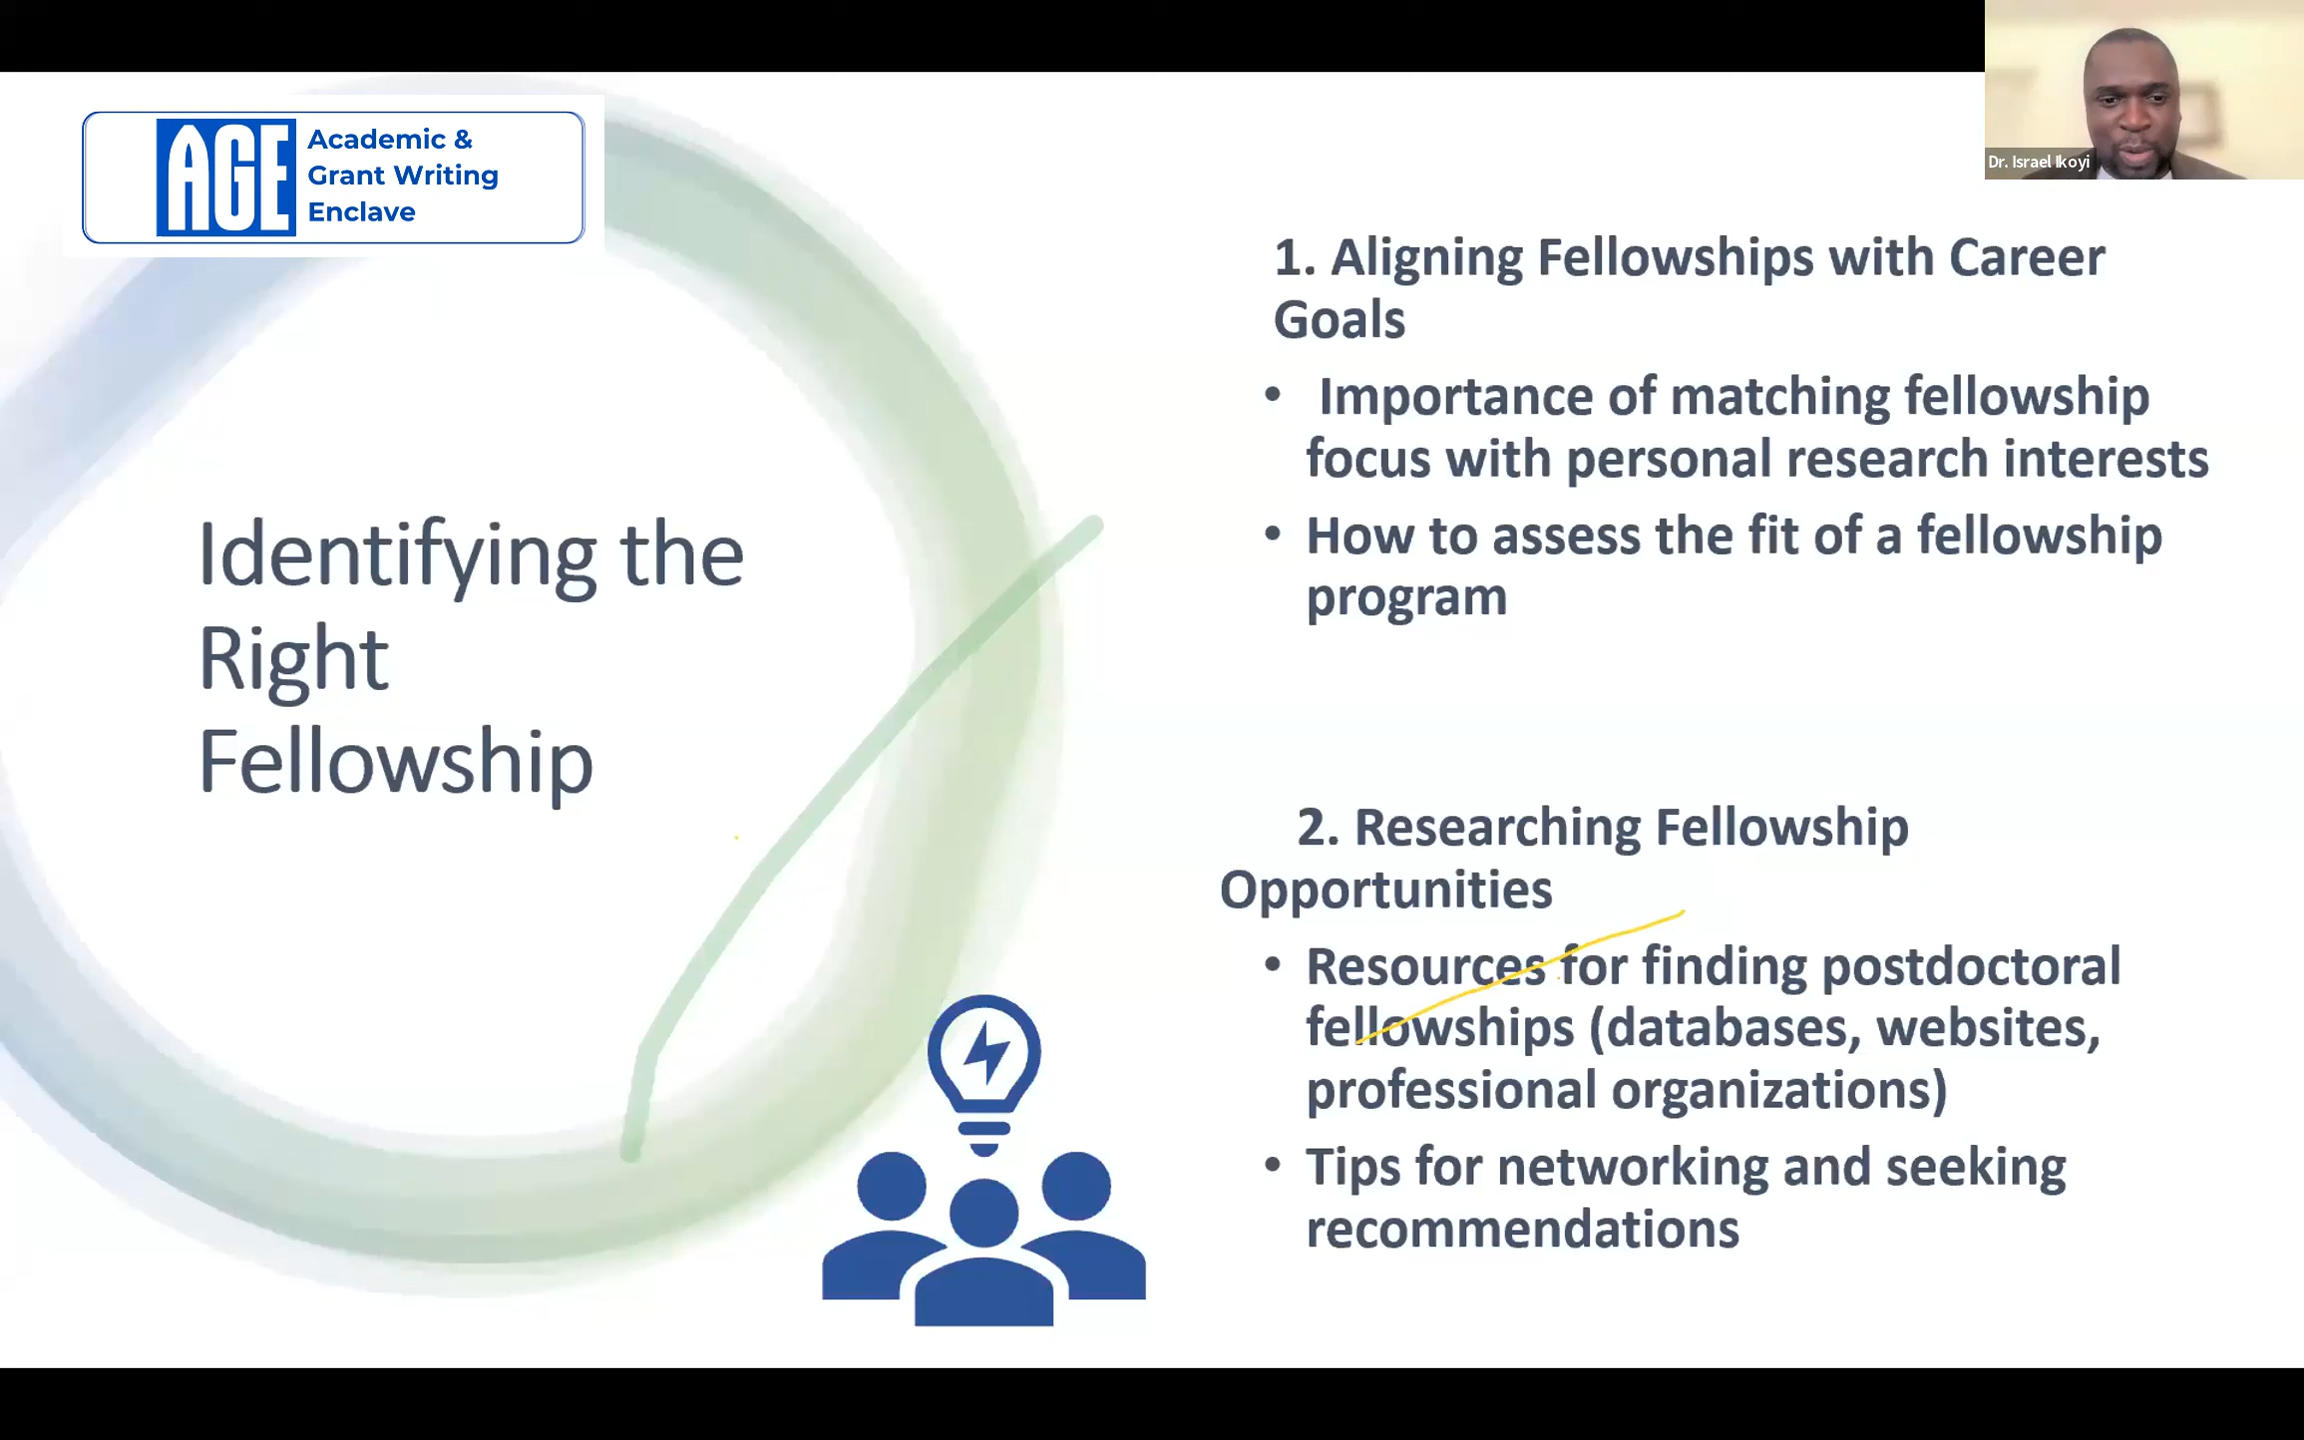 AGE
Academic &
Grant Writing
Enclave
Dr. Israel Ikoyi
Identifying the
Right
Fellowship
1. Aligning Fellowships with Career
Goals
• Importance of matching fellowship
focus with personal research interests
• How to assess the fit of a fellowship
program
2. Researching Fellowship
Opportunities
• Resources for finding postdoctoral
fellowships (databases, websites,
professional organizations)
• Tips for networking and seeking
recommendations